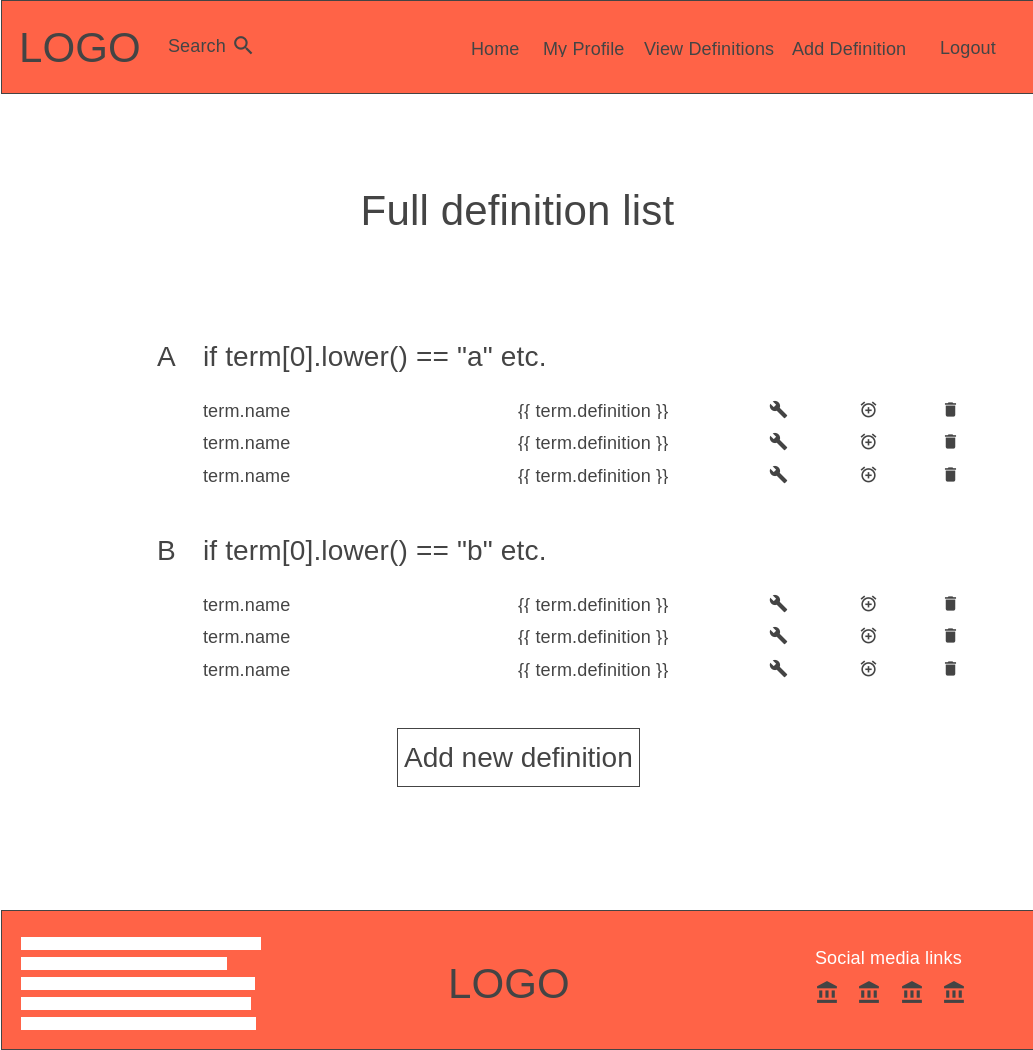 LOGO Search Home My Profile View Definitions Add Definition Logout
Full definition list
A if term[0].lower() == "a" etc.
term.name {{ term.definition }}
term.name {{ term.definition }}
term.name {{ term.definition }}
B if term[0].lower() == "b" etc.
term.name {{ term.definition }}
term.name {{ term.definition }}
term.name {{ term.definition }}
Add new definition
LOGO
Social media links